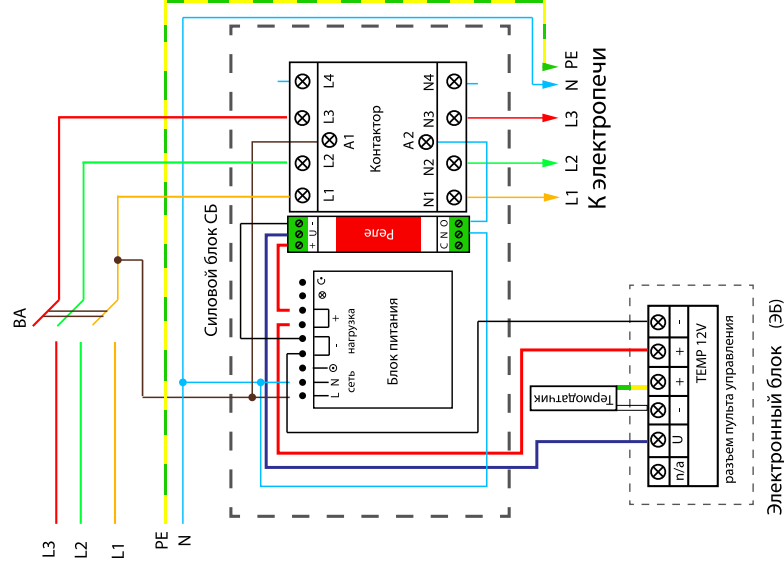 PE
N
L3
L2
L1
К электропечи
L4
L3
L2
L1
A1
Контактор
A2
N4
N3
N2
N1
Силовой блок СБ
ВА
+ U -
Реле
C N O
нагрузка
+
-
сеть
L N
Блок питания
Термодатчик
-
+
+
-
U
n/a
TEMP 12V
разъем пульта управления
Электронный блок (ЭБ)
L3
L2
L1
PE
N